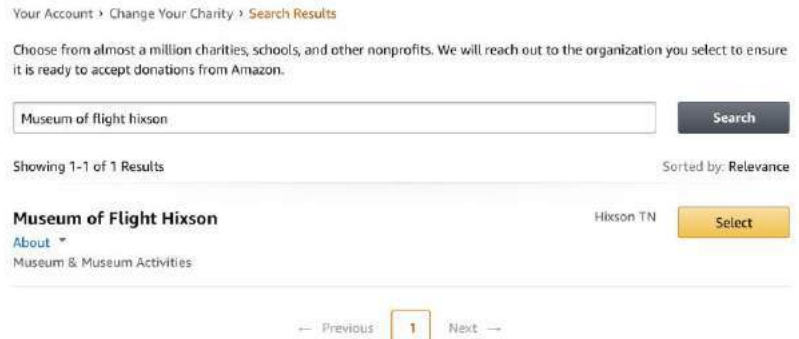 Your Account › Change Your Charity › Search Results
Choose from almost a million charities, schools, and other nonprofits. We will reach out to the organization you select to ensure
it is ready to accept donations from Amazon.
Museum of flight hixson Search
Showing 1-1 of 1 Results Sorted by: Relevance
Museum of Flight Hixson Hixson TN Select
About
Museum & Museum Activities
← Previous 1 Next →